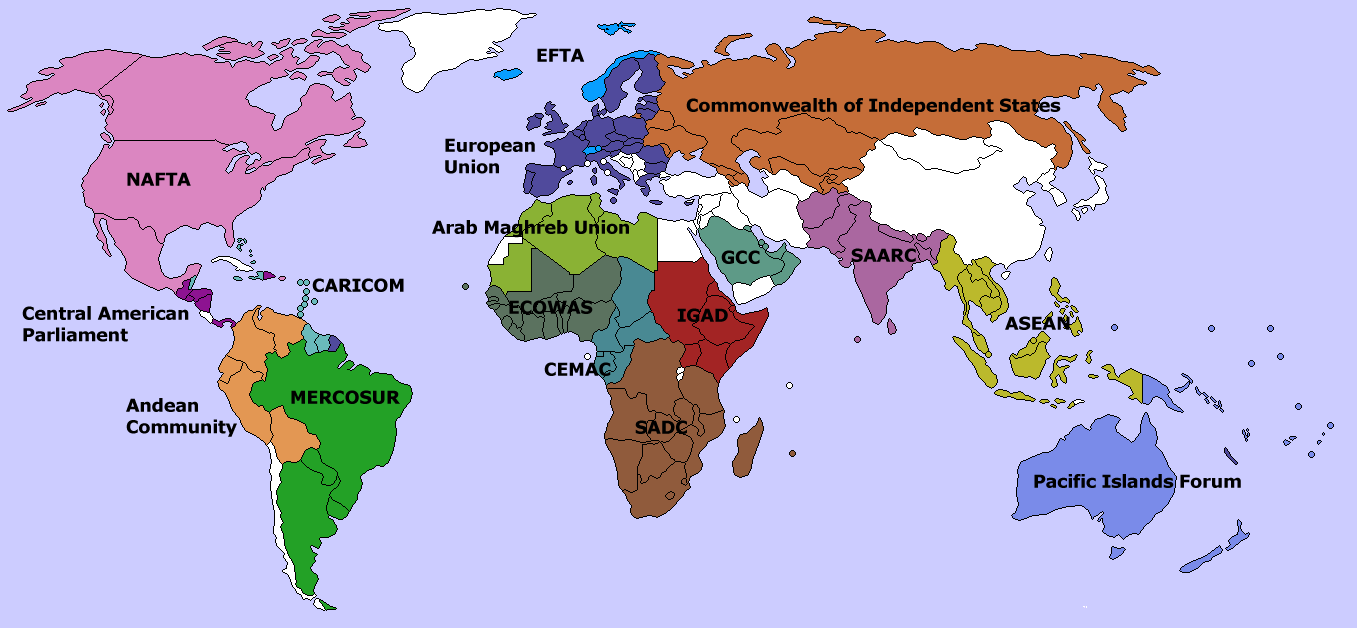 EFTA
Commonwealth of Independent States
European
Union
NAFTA
Arab Maghreb Union
GCC
SAARC
CARICOM
ECOWAS
IGAD
Central American
Parliament
ASEAN
CEMAC
MERCOSUR
Andean
Community
SADC
Pacific Islands Forum